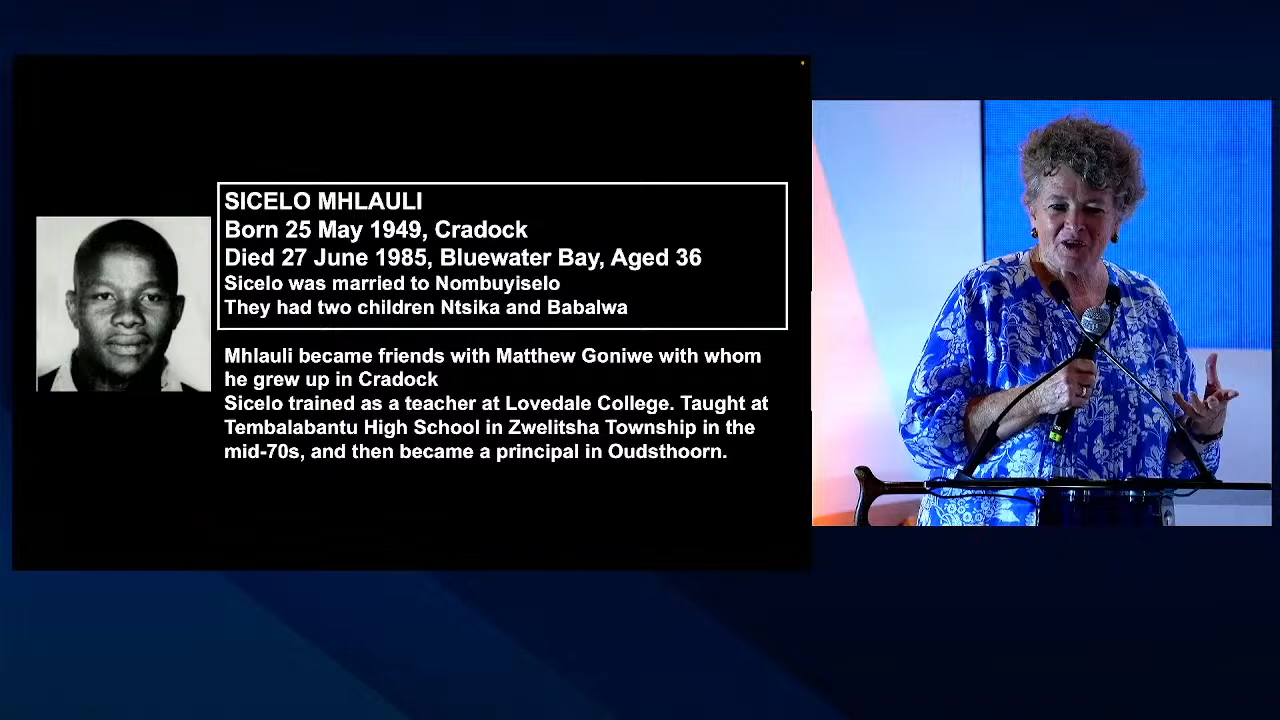 SICELO MHLAULI
Born 25 May 1949, Cradock
Died 27 June 1985, Bluewater Bay, Aged 36
Sicelo was married to Nombuyiselo
They had two children Ntsika and Babalwa
Mhlauli became friends with Matthew Goniwe with whom
he grew up in Cradock
Sicelo trained as a teacher at Lovedale College. Taught at
Tembalabantu High School in Zwelitsha Township in the
mid-70s, and then became a principal in Oudsthoorn.